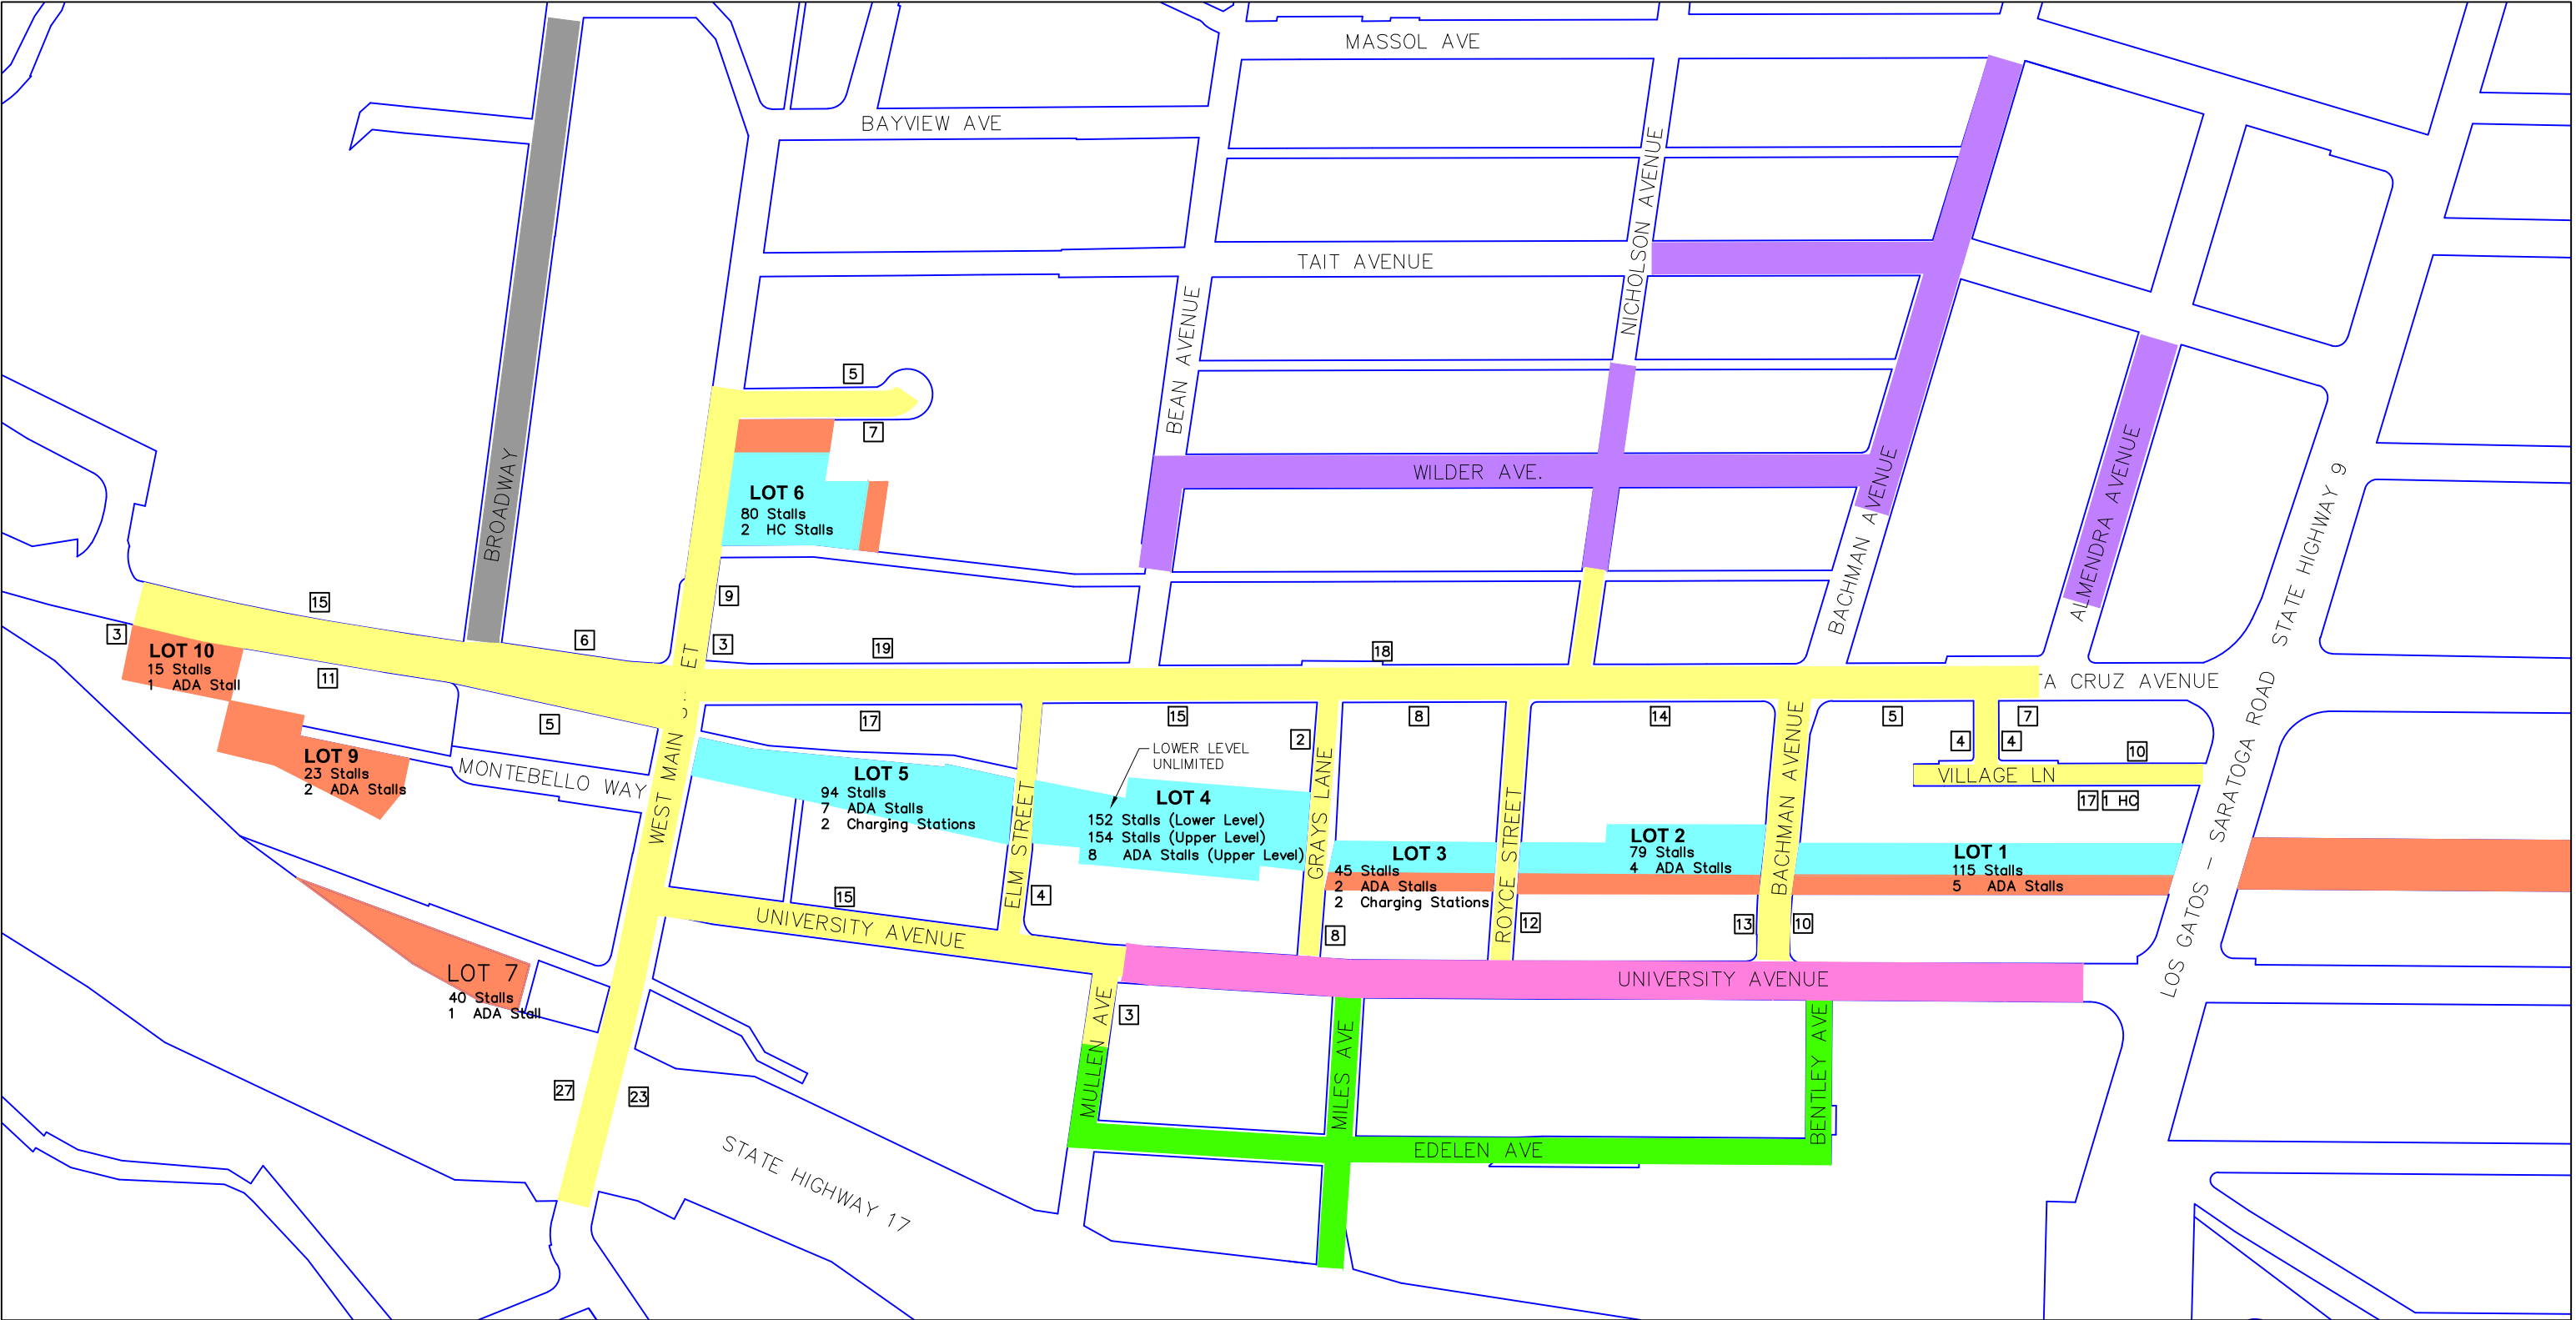 MASSOL AVE
BAYVIEW AVE
NICHOLSON AVENUE
TAIT AVENUE
BEAN AVENUE
5
7
BROADWAY
WILDER AVE.
BACHMAN AVENUE
ALMENDRA AVENUE
LOS GATOS - SARATOGA ROAD STATE HIGHWAY 9
LOT 6
80 Stalls
2 HC Stalls
15
9
3
6
3
19
18
LOT 10
15 Stalls
1 ADA Stall
11
5
WEST MAIN
ET
TA CRUZ AVENUE
17
15
8
14
5
7
2
4
4
10
LOWER LEVEL
UNLIMITED
LOT 9
23 Stalls
2 ADA Stalls
MONTEBELLO WAY
LOT 5
94 Stalls
7 ADA Stalls
2 Charging Stations
ELM STREET
LOT 4
152 Stalls (Lower Level)
154 Stalls (Upper Level)
8 ADA Stalls (Upper Level)
GRAYS LANE
ROYCE STREET
BACHMAN AVENUE
VILLAGE LN
17 1 HC
LOT 3
45 Stalls
2 ADA Stalls
2 Charging Stations
LOT 2
79 Stalls
4 ADA Stalls
LOT 1
115 Stalls
5 ADA Stalls
15
4
UNIVERSITY AVENUE
8
12
13
10
LOT 7
40 Stalls
1 ADA Stall
UNIVERSITY AVENUE
MULLEN AVE
3
MILES AVE
BENTLEY AVE
27
23
EDELEN AVE
STATE HIGHWAY 17